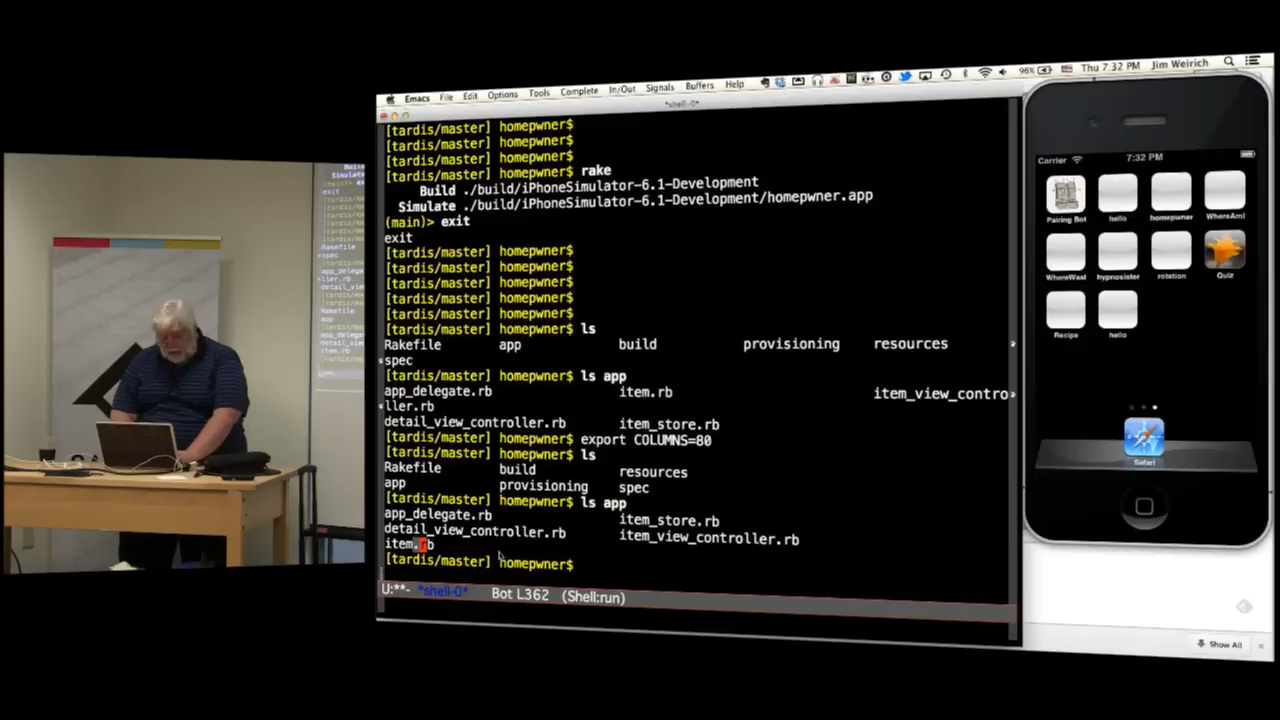 Emacs File Edit Options Tools Complete In/Out Signals Buffers Help 96% Thu 7:32 PM Jim Weirich
*shell-0*
[tardis/master] homepwner$
[tardis/master] homepwner$
[tardis/master] homepwner$
[tardis/master] homepwner$ rake
Build ./build/iPhoneSimulator-6.1-Development
Simulate ./build/iPhoneSimulator-6.1-Development/homepwner.app
(main)> exit
exit
[tardis/master] homepwner$
[tardis/master] homepwner$
[tardis/master] homepwner$
[tardis/master] homepwner$
[tardis/master] homepwner$
[tardis/master] homepwner$ ls
Rakefile app build provisioning resources
spec
[tardis/master] homepwner$ ls app
app_delegate.rb item.rb item_view_contro
ller.rb
detail_view_controller.rb item_store.rb
[tardis/master] homepwner$ export COLUMNS=80
[tardis/master] homepwner$ ls
Rakefile build resources
app provisioning spec
[tardis/master] homepwner$ ls app
app_delegate.rb item_store.rb
detail_view_controller.rb item_view_controller.rb
item.rb
[tardis/master] homepwner$
U:**- *shell-0* Bot L362 (Shell:run)
Carrier 7:32 PM
Pairing Bot hello homepwner WhereAmI
hypnosister rotation Quiz
Recipe hello
Safari
Show All